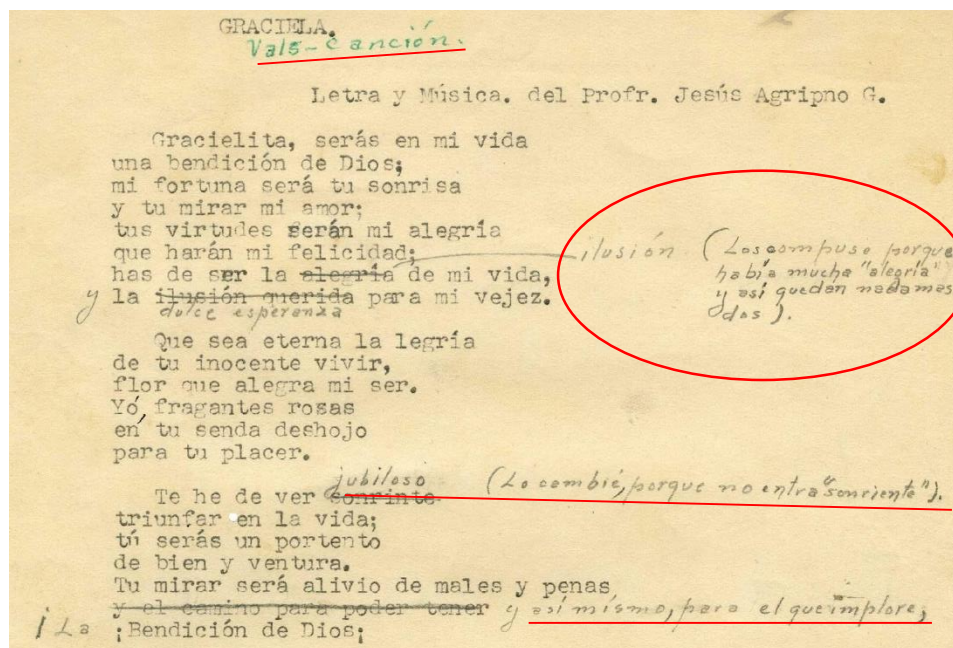 GRACIELA.
Vals-Canción.
Letra y Música. del Profr. Jesús Agripno G.
Gracielita, serás en mi vida
una bendición de Dios;
mi fortuna será tu sonrisa
y tu mirar mi amor;
tus virtudes serán mi alegría
que harán mi felicidad;
has de ser la alegría de mi vida, ilusión (Los compuse porque
había mucha "alegría"
y la ilusión querida para mi vejez. y así quedan nadamas
dulce esperanza dos).
Que sea eterna la legría
de tu inocente vivir,
flor que alegra mi ser.
Yó, fragantes rosas
en tu senda deshojo
para tu placer.
jubiloso (Lo cambié, porque no entra "sonriente").
Te he de ver sonrinte
triunfar en la vida;
tú serás un portento
de bien y ventura.
Tu mirar será alivio de males y penas
y el camino para poder tener y así mismo, para el que implore,
¡La ¡Bendición de Dios;